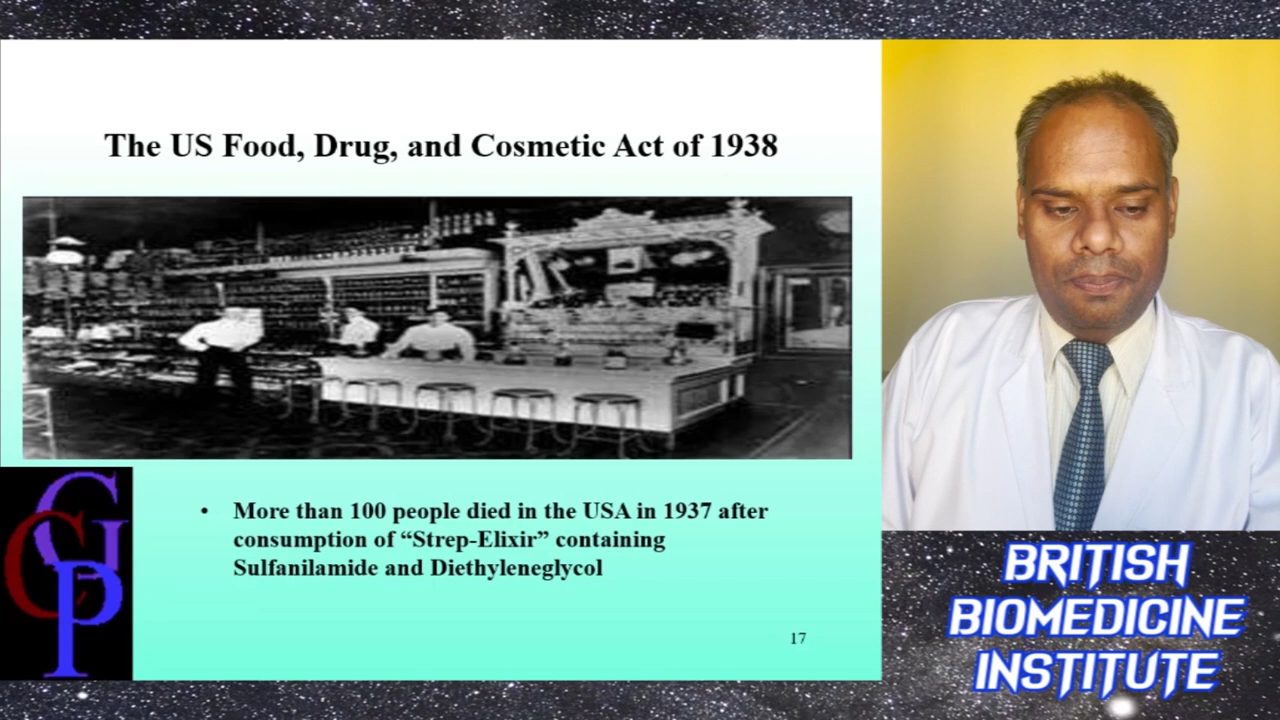 The US Food, Drug, and Cosmetic Act of 1938
• More than 100 people died in the USA in 1937 after
consumption of “Strep-Elixir” containing
Sulfanilamide and Diethyleneglycol
17
GCP
BRITISH
BIOMEDICINE
INSTITUTE